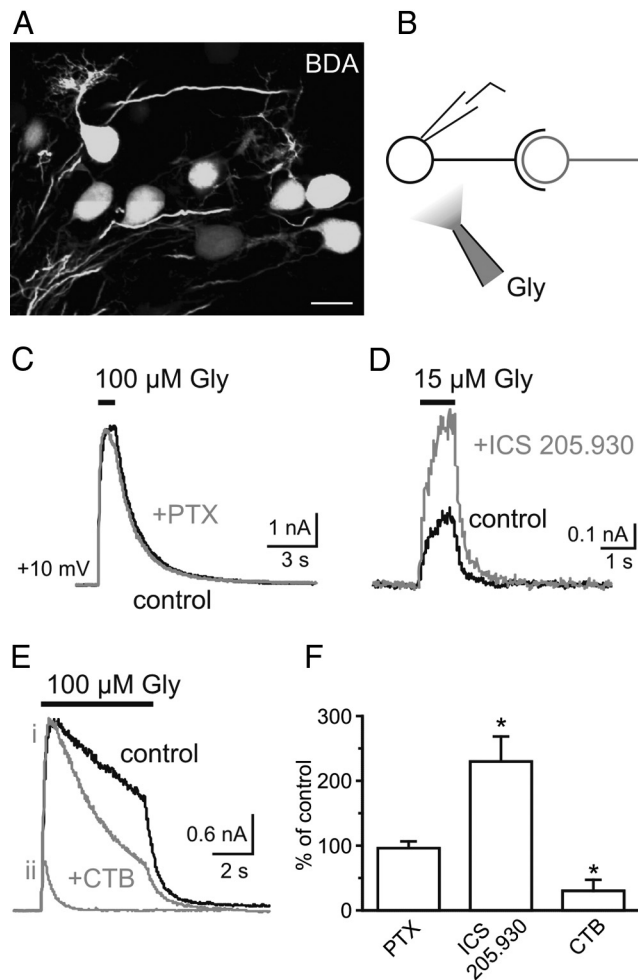 A
BDA
B
Gly
C
100 μM Gly
+PTX
control
+10 mV
1 nA
3 s
D
15 μM Gly
+ICS 205.930
control
0.1 nA
1 s
E
100 μM Gly
i
control
ii
+CTB
0.6 nA
2 s
F
% of control
300
200
100
0
*
*
PTX
ICS
205.930
CTB